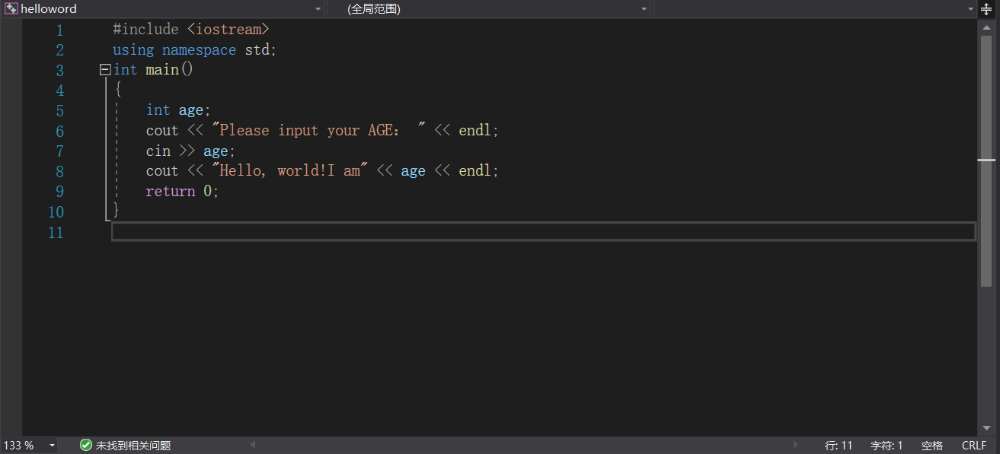 helloword (全局范围)
1 #include <iostream>
2 using namespace std;
3 int main()
4 {
5 int age;
6 cout << "Please input your AGE： " << endl;
7 cin >> age;
8 cout << "Hello, world!I am" << age << endl;
9 return 0;
10 }
11
133 % 未找到相关问题 行: 11 字符: 1 空格 CRLF